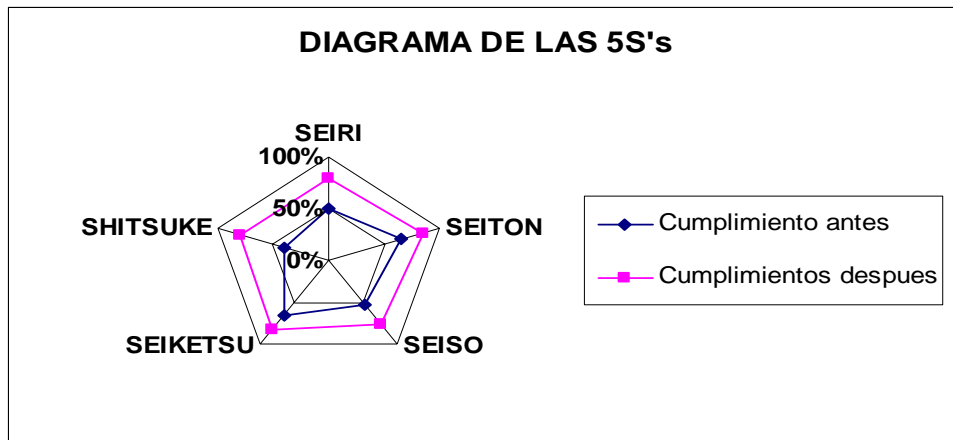 DIAGRAMA DE LAS 5S's
SEIRI
100%
50%
0%
SHITSUKE
SEITON
SEIKETSU
SEISO
Cumplimiento antes
Cumplimientos despues